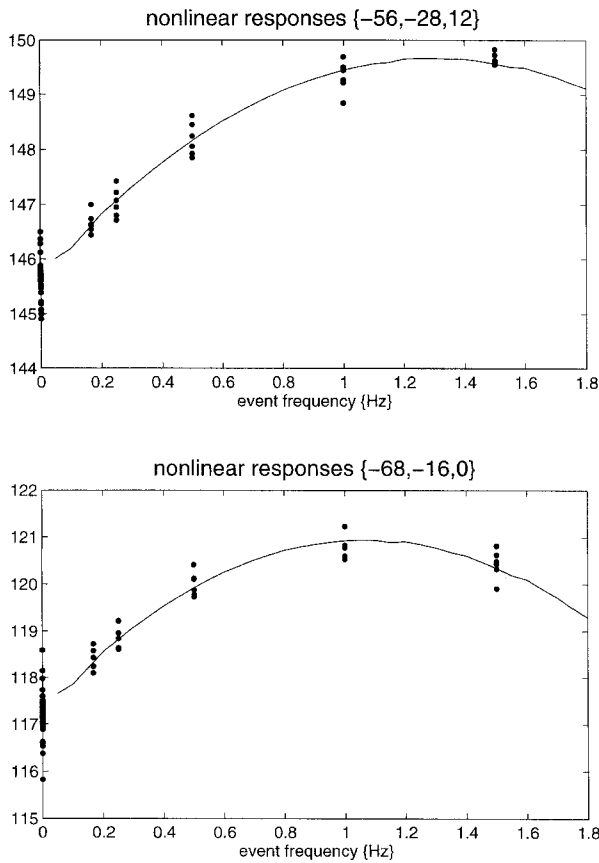 nonlinear responses {−56,−28,12}
150
149
148
147
146
145
144
0 0.2 0.4 0.6 0.8 1 1.2 1.4 1.6 1.8
event frequency {Hz}
nonlinear responses {−68,−16,0}
122
121
120
119
118
117
116
115
0 0.2 0.4 0.6 0.8 1 1.2 1.4 1.6 1.8
event frequency {Hz}